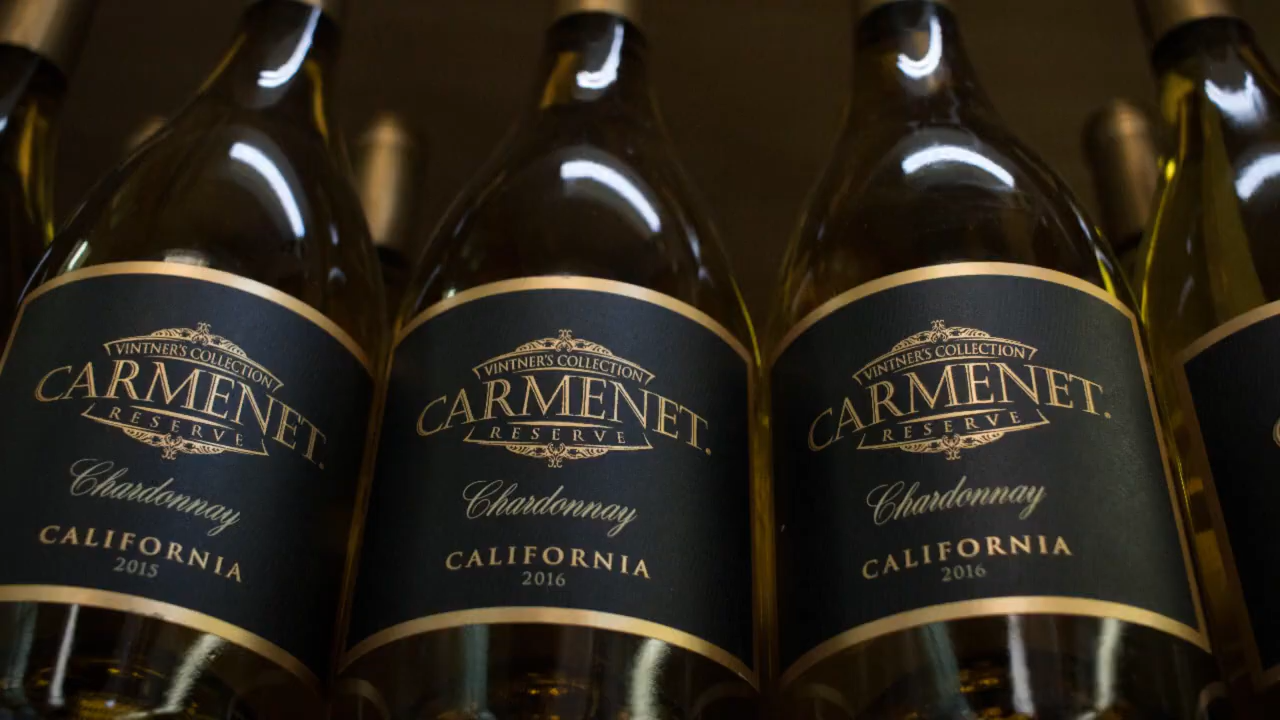 VINTNER'S COLLECTION
CARMENET.
RESERVE
Chardonnay
CALIFORNIA
2015
VINTNER'S COLLECTION
CARMENET.
RESERVE
Chardonnay
CALIFORNIA
2016
VINTNER'S COLLECTION
CARMENET.
RESERVE
Chardonnay
CALIFORNIA
2016